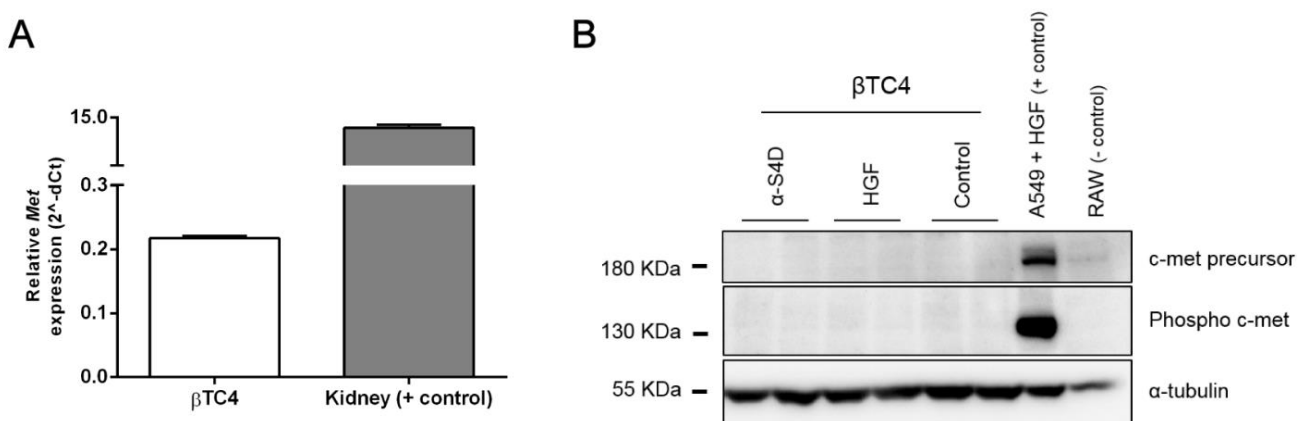 A
Relative Met
expression (2^-dCt)
15.0
0.3
0.2
0.1
0.0
βTC4
Kidney (+ control)
B
βTC4
α-S4D
HGF
Control
A549 + HGF (+ control)
RAW (- control)
180 KDa
c-met precursor
130 KDa
Phospho c-met
55 KDa
α-tubulin